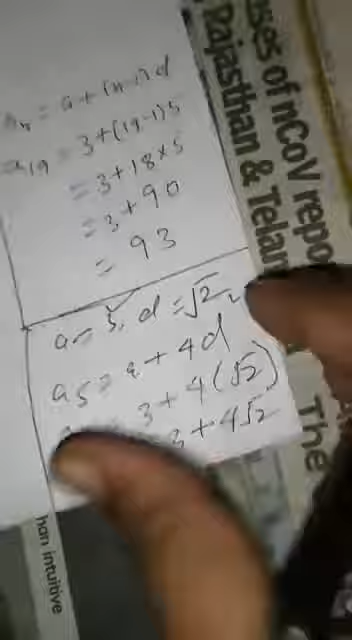 an = a + (n-1)d
a19 = 3+(19-1)5
= 3+18×5
= 3+90
= 93
a = 3, d = √2,
a5 = a + 4d
3 + 4(√2)
3 + 4√2
uses of nCoV repo
Rajasthan & Telan
The
han intuitive